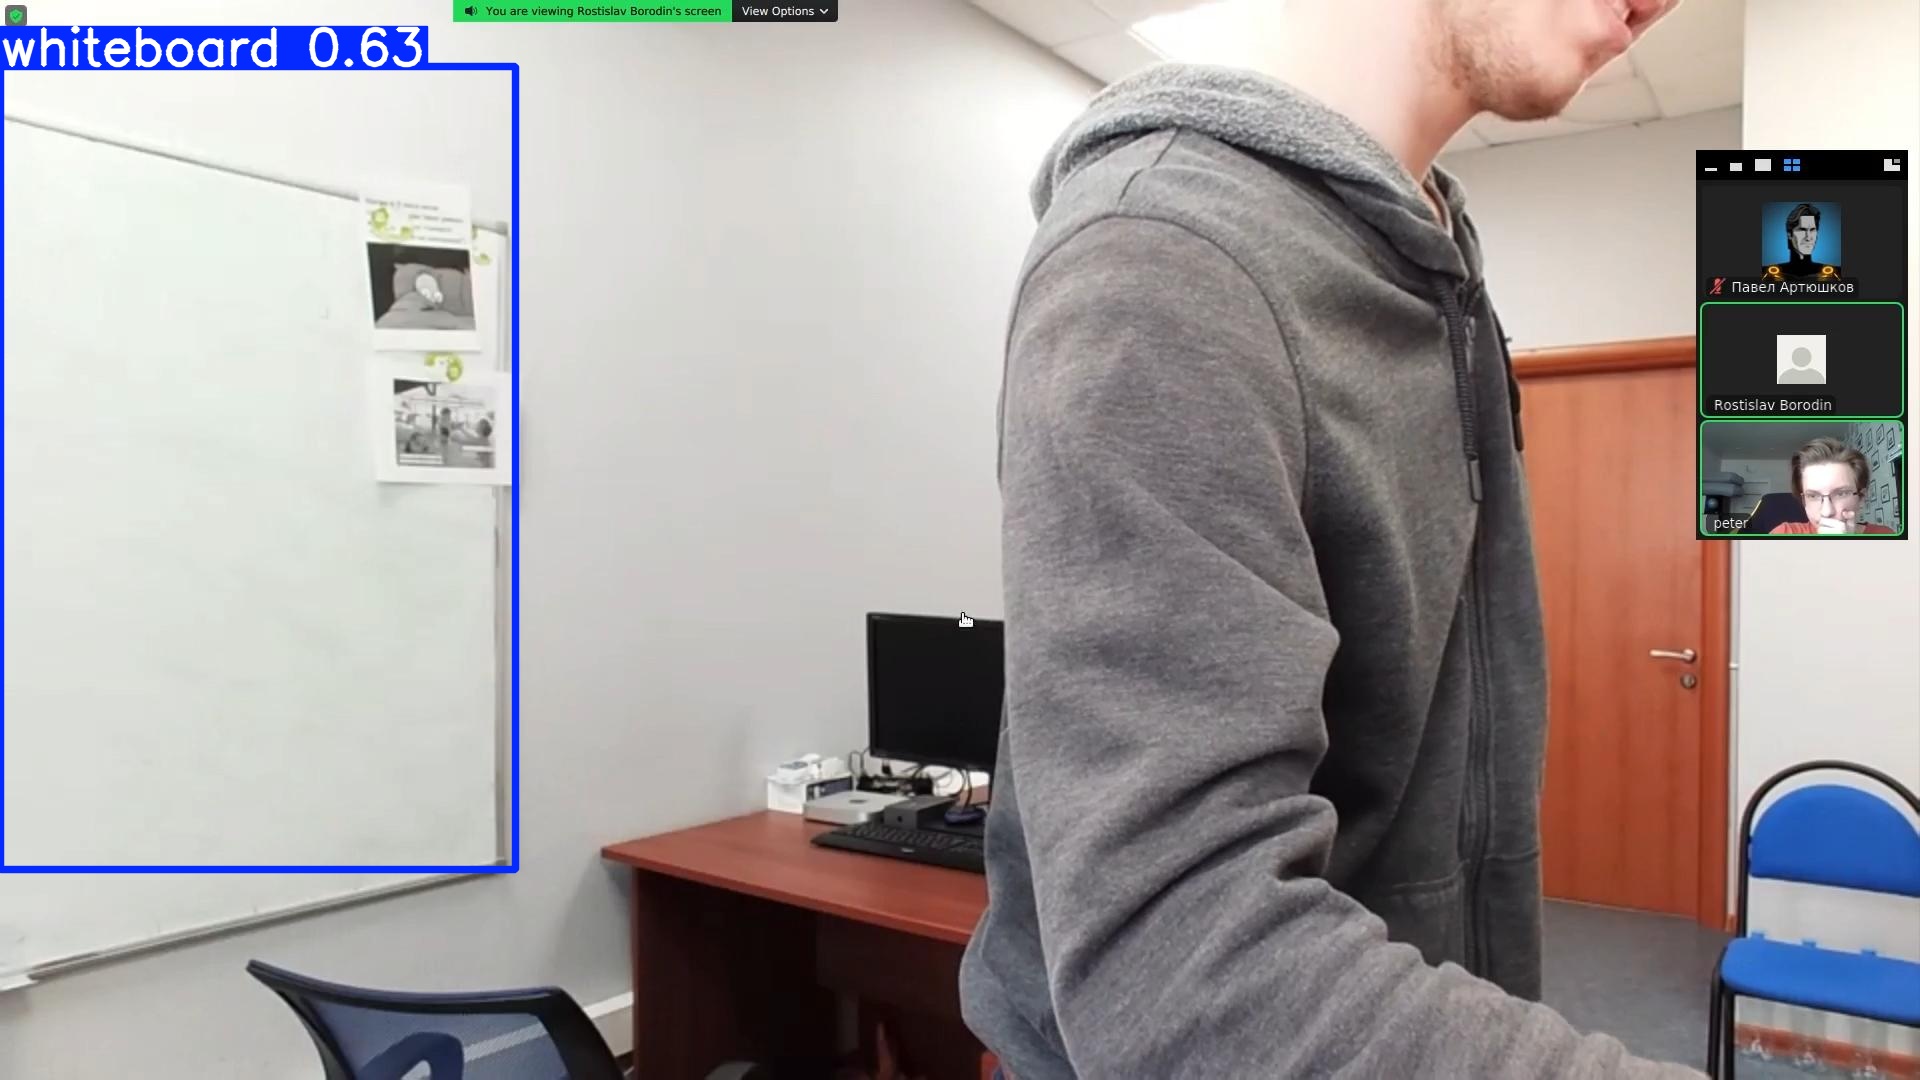 You are viewing Rostislav Borodin's screen
View Options
whiteboard 0.63
Павел Артюшков
Rostislav Borodin
peter